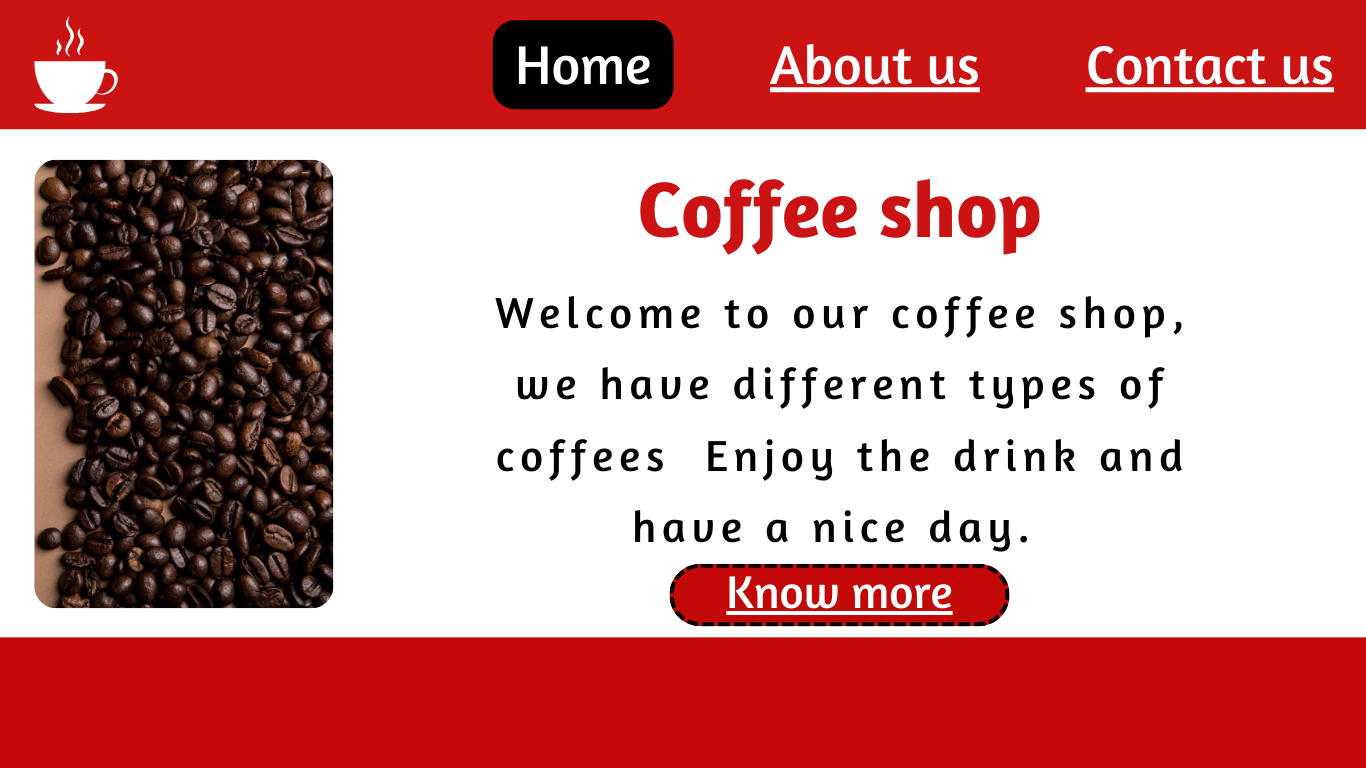 Home About us Contact us
Coffee shop
Welcome to our coffee shop,
we have different types of
coffees  Enjoy the drink and
have a nice day.
Know more